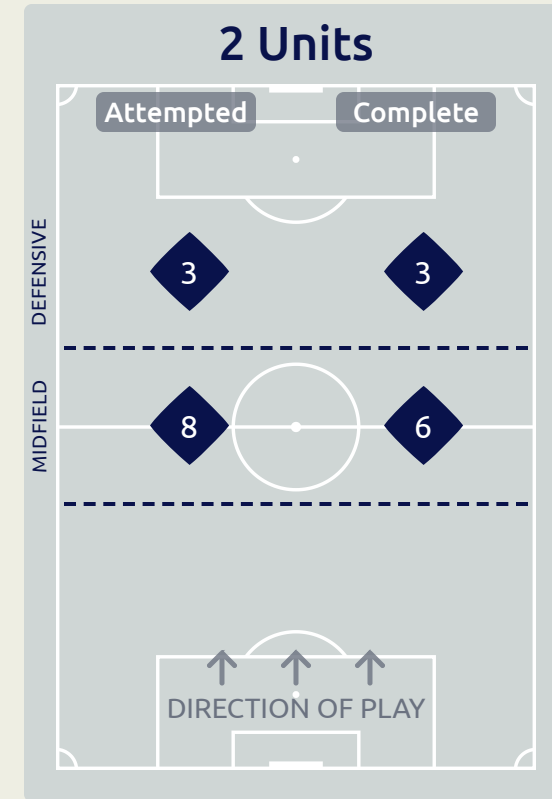 2 Units
Attempted
Complete
DEFENSIVE
3
3
MIDFIELD
8
6
DIRECTION OF PLAY